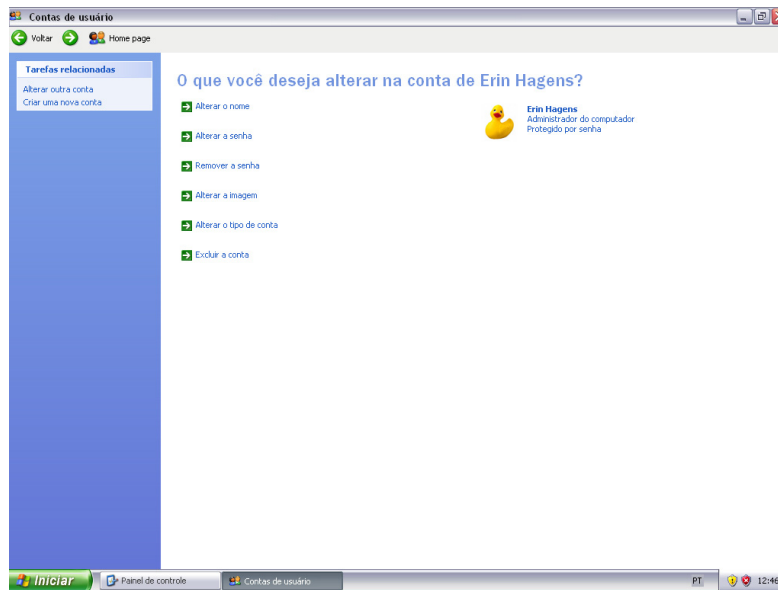 Contas de usuário
Voltar
Home page
Tarefas relacionadas
Alterar outra conta
Criar uma nova conta
O que você deseja alterar na conta de Erin Hagens?
Alterar o nome
Alterar a senha
Remover a senha
Alterar a imagem
Alterar o tipo de conta
Excluir a conta
Erin Hagens
Administrador do computador
Protegido por senha
Iniciar
Painel de controle
Contas de usuário
PT
12:46